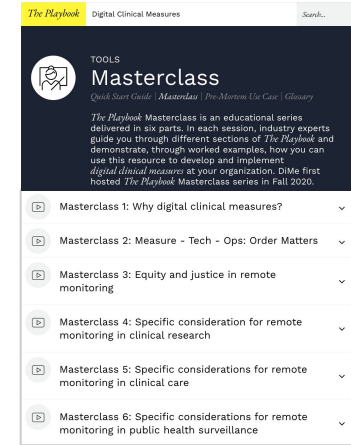 The Playbook Digital Clinical Measures Search...
TOOLS
Masterclass
Quick Start Guide | Masterclass | Pre-Mortem Use Case | Glossary
The Playbook Masterclass is an educational series
delivered in six parts. In each session, industry experts
guide you through different sections of The Playbook and
demonstrate, through worked examples, how you can
use this resource to develop and implement
digital clinical measures at your organization. DiMe first
hosted The Playbook Masterclass series in Fall 2020.
Masterclass 1: Why digital clinical measures?
Masterclass 2: Measure - Tech - Ops: Order Matters
Masterclass 3: Equity and justice in remote
monitoring
Masterclass 4: Specific consideration for remote
monitoring in clinical research
Masterclass 5: Specific considerations for remote
monitoring in clinical care
Masterclass 6: Specific considerations for remote
monitoring in public health surveillance